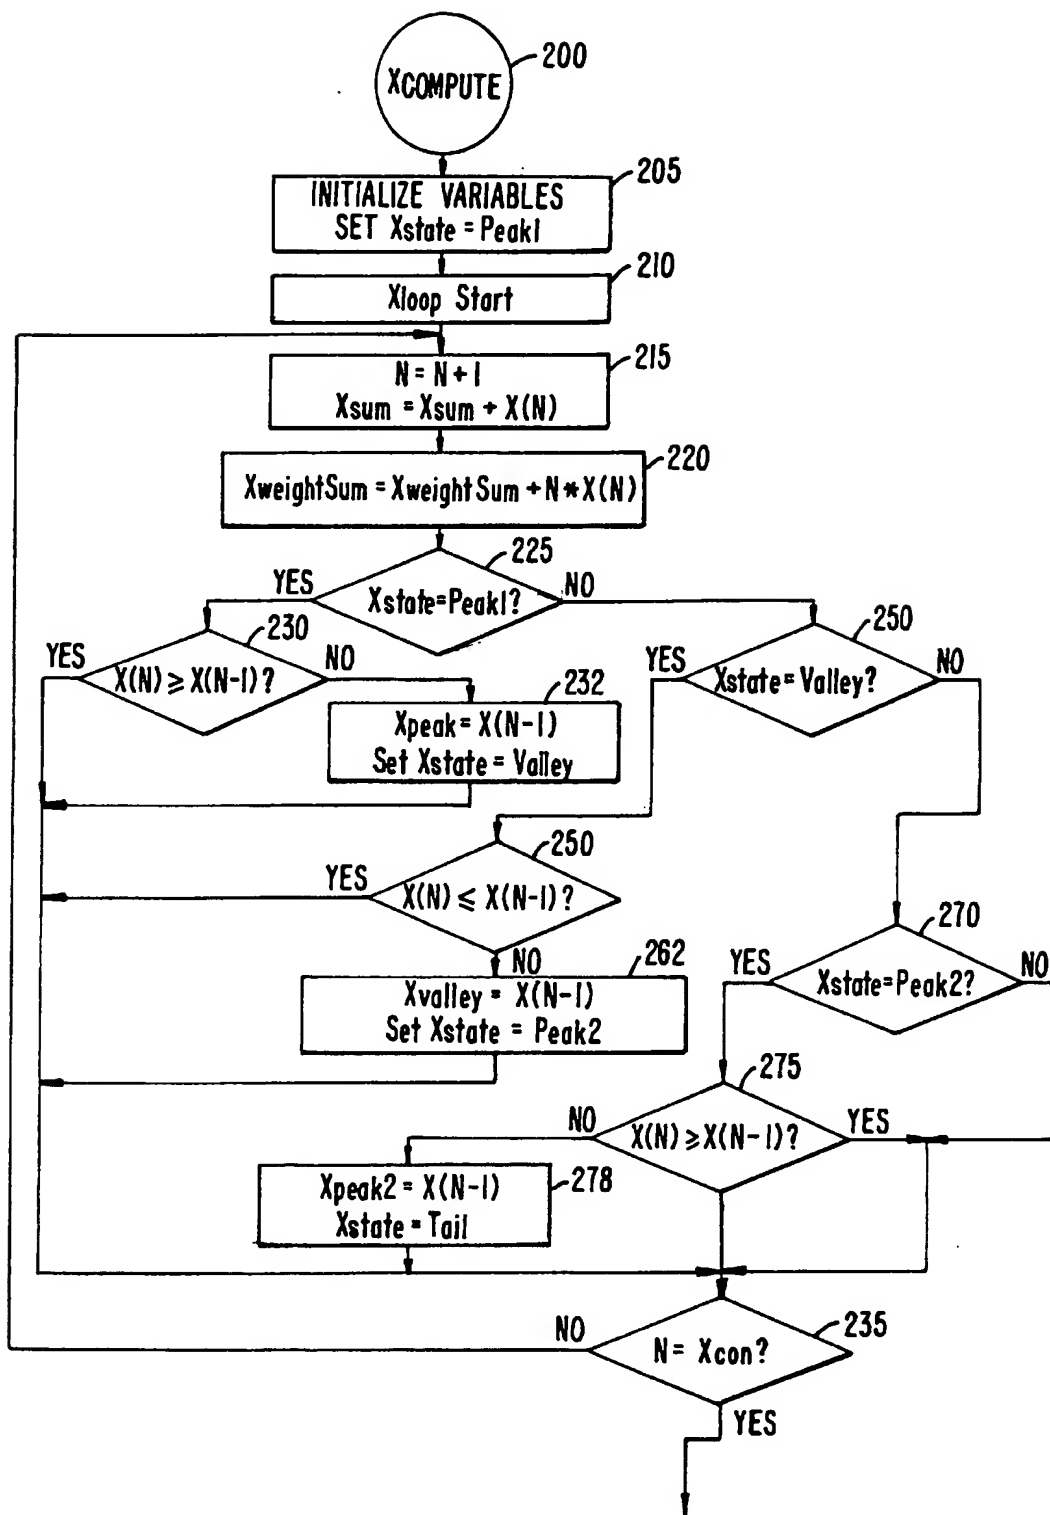 200
XCOMPUTE
205
INITIALIZE VARIABLES
SET Xstate = Peak1
210
Xloop Start
215
N = N + 1
Xsum = Xsum + X(N)
220
XweightSum = XweightSum + N * X(N)
225
YES
Xstate=Peak1?
NO
230
YES
X(N) ≥ X(N-1)?
NO
250
YES
Xstate=Valley?
NO
232
Xpeak = X(N-1)
Set Xstate = Valley
250
YES
X(N) ≤ X(N-1)?
NO
262
Xvalley = X(N-1)
Set Xstate = Peak2
270
YES
Xstate=Peak2?
NO
275
NO
X(N) ≥ X(N-1)?
YES
278
Xpeak2 = X(N-1)
Xstate = Tail
235
NO
N = Xcon?
YES